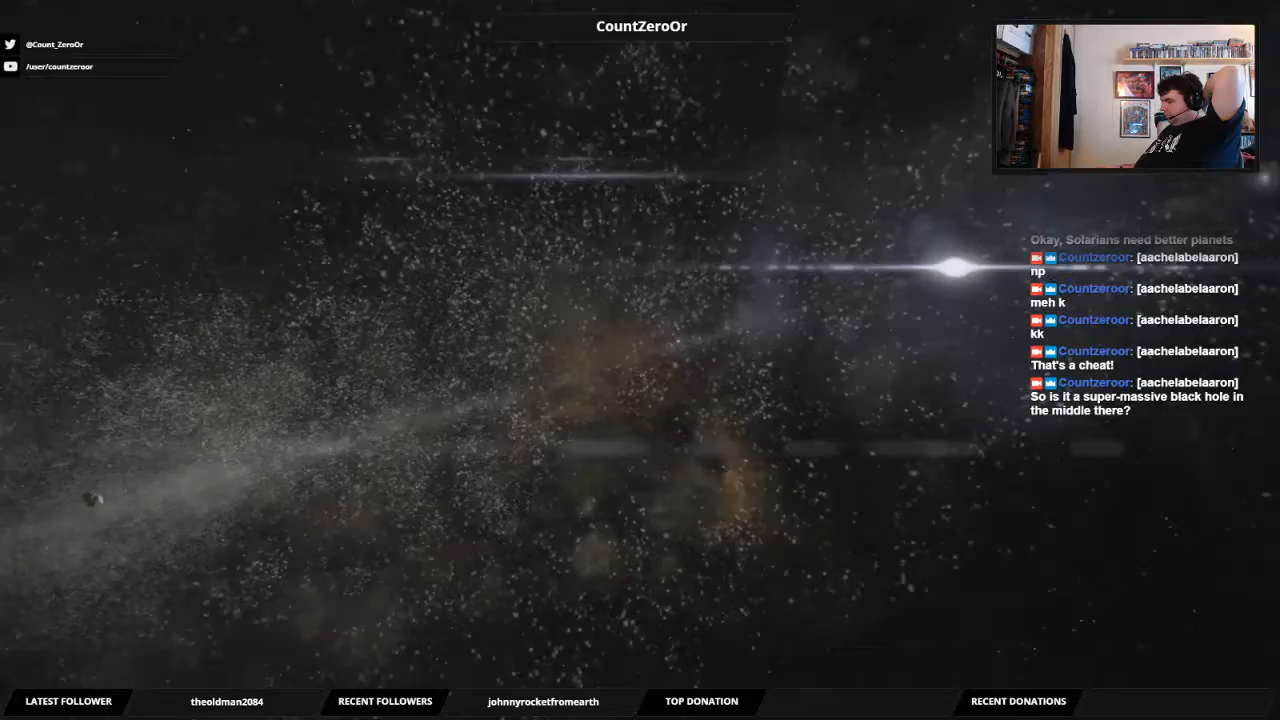 CountZeroOr
@Count_ZeroOr
/user/countzeroor
Okay, Solarians need better planets
Countzeroor: [aachelabelaaron]
np
Countzeroor: [aachelabelaaron]
meh k
Countzeroor: [aachelabelaaron]
kk
Countzeroor: [aachelabelaaron]
That's a cheat!
Countzeroor: [aachelabelaaron]
So is it a super-massive black hole in
the middle there?
LATEST FOLLOWER
theoldman2084
RECENT FOLLOWERS
johnnyrocketfromearth
TOP DONATION
RECENT DONATIONS